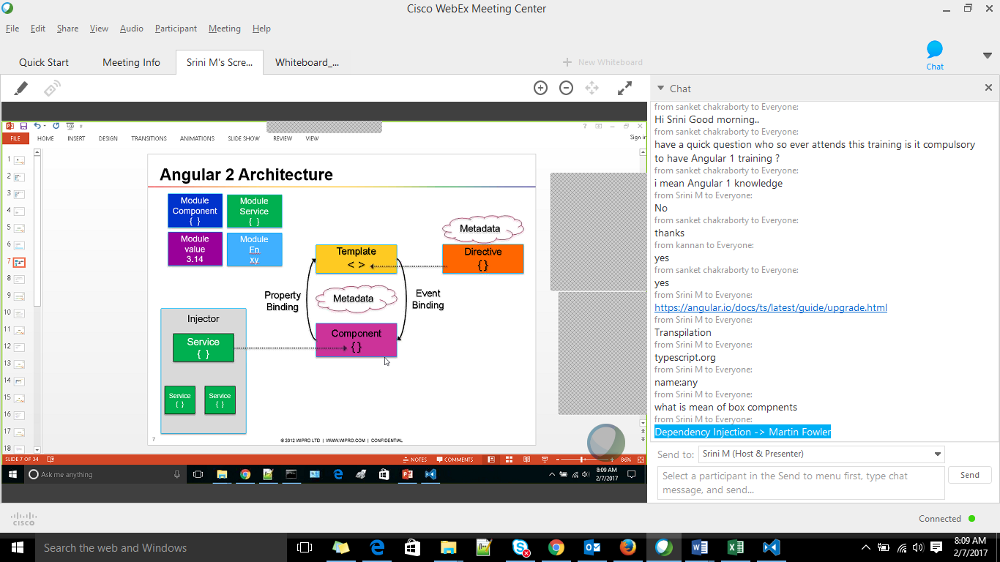 Cisco WebEx Meeting Center
File Edit Share View Audio Participant Meeting Help
Quick Start Meeting Info Srini M's Scre... Whiteboard_... New Whiteboard
Chat
FILE HOME INSERT DESIGN TRANSITIONS ANIMATIONS SLIDE SHOW REVIEW VIEW Sign in
1
2
3
4
5
6
7
8
9
10
11
12
13
14
15
16
17
18
Angular 2 Architecture
Module
Component
{ }
Module
Service
{ }
Module
value
3.14
Module
Fn
xy
Metadata
Template
< >
Directive
{}
Property
Binding
Metadata
Event
Binding
Injector
Service
{ }
Component
{}
Service
{ }
Service
{ }
7
© 2012 WIPRO LTD | WWW.WIPRO.COM | CONFIDENTIAL
SLIDE 7 OF 34 NOTES COMMENTS 86%
Ask me anything
8:09 AM
2/7/2017
Chat
from sanket chakraborty to Everyone:
Hi Srini Good morning..
from sanket chakraborty to Everyone:
have a quick question who so ever attends this training is it compulsory
to have Angular 1 training ?
from sanket chakraborty to Everyone:
i mean Angular 1 knowledge
from Srini M to Everyone:
No
from sanket chakraborty to Everyone:
thanks
from kannan to Everyone:
yes
from sanket chakraborty to Everyone:
yes
from Srini M to Everyone:
https://angular.io/docs/ts/latest/guide/upgrade.html
from Srini M to Everyone:
Transpilation
from Srini M to Everyone:
typescript.org
from Srini M to Everyone:
name:any
from Srini M to Everyone:
what is mean of box compnents
from Srini M to Everyone:
Dependency Injection -> Martin Fowler
Send to: Srini M (Host & Presenter)
Select a participant in the Send to menu first, type chat
message, and send...
Send
CISCO
Connected
Search the web and Windows
8:09 AM
2/7/2017